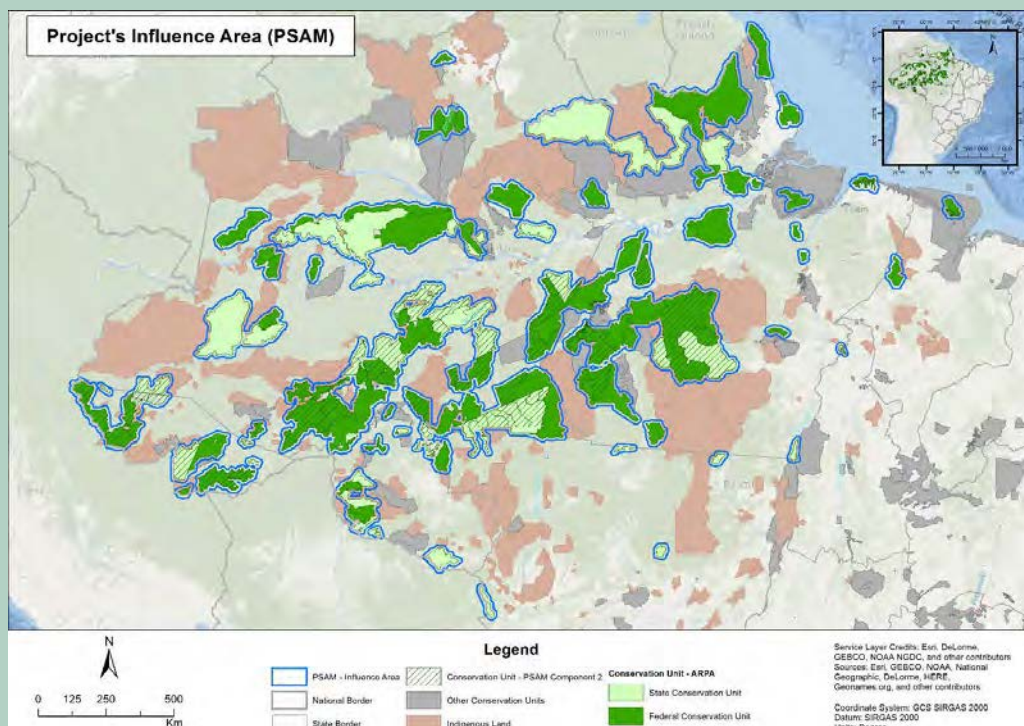 Project's Influence Area (PSAM)
N
N
0 125 250 500
Km
Legend
PSAM - Influence Area
National Border
State Border
Conservation Unit - PSAM Component 2
Other Conservation Units
Indigenous Land
Conservation Unit - ARPA
State Conservation Unit
Federal Conservation Unit
Service Layer Credits: Esri, DeLorme,
GEBCO, NOAA NGDC, and other contributors
Sources: Esri, GEBCO, NOAA, National
Geographic, DeLorme, HERE,
Geonames.org, and other contributors
Coordinate System: GCS SIRGAS 2000
Datum: SIRGAS 2000